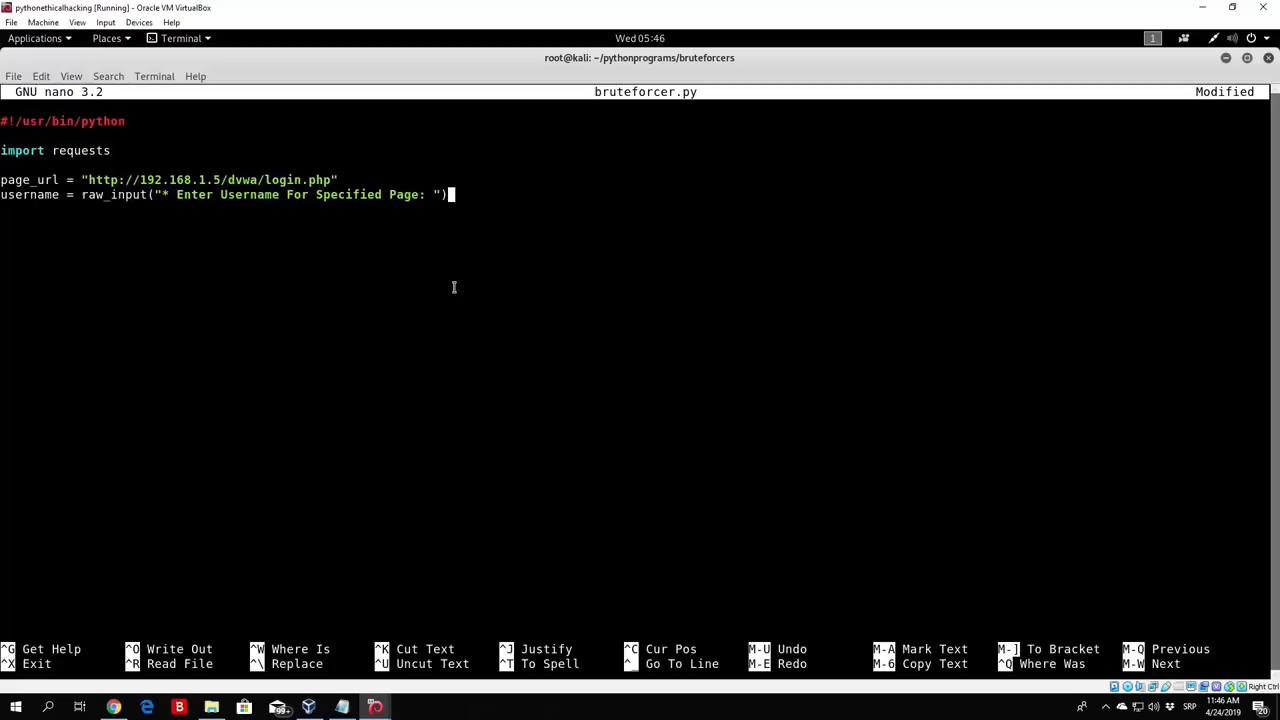 pythonethicalhacking [Running] - Oracle VM VirtualBox
File Machine View Input Devices Help
Applications Places Terminal Wed 05:46 1
root@kali: ~/pythonprograms/bruteforcers
File Edit View Search Terminal Help
GNU nano 3.2 bruteforcer.py Modified
#!/usr/bin/python
import requests
page_url = "http://192.168.1.5/dvwa/login.php"
username = raw_input("* Enter Username For Specified Page: ")
^G Get Help ^O Write Out ^W Where Is ^K Cut Text ^J Justify ^C Cur Pos M-U Undo M-A Mark Text M-] To Bracket M-Q Previous
^X Exit ^R Read File ^\ Replace ^U Uncut Text ^T To Spell ^_ Go To Line M-E Redo M-6 Copy Text ^Q Where Was M-W Next
Right Ctrl
B 99+ SRP 11:46 AM
4/24/2019 20